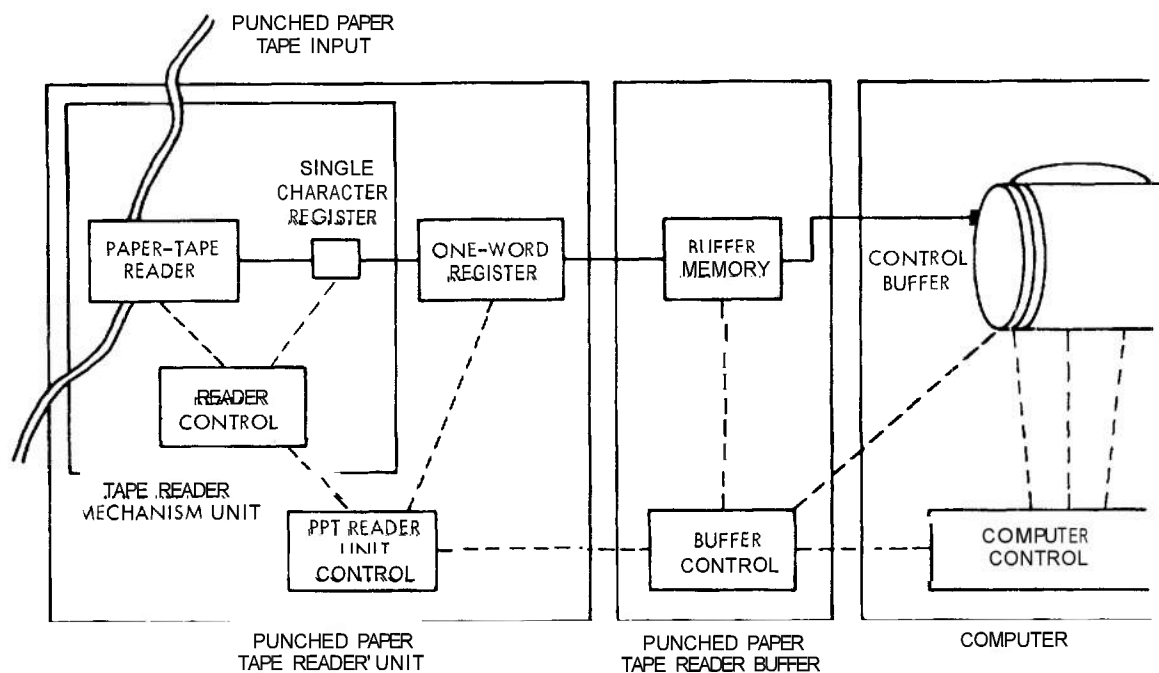 PUNCHED PAPER
TAPE INPUT
SINGLE
CHARACTER
REGISTER
PAPER-TAPE
READER
ONE-WORD
REGISTER
BUFFER
MEMORY
CONTROL
BUFFER
READER
CONTROL
TAPE READER
MECHANISM UNIT
PPT READER
UNIT
CONTROL
BUFFER
CONTROL
COMPUTER
CONTROL
PUNCHED PAPER
TAPE READER UNIT
PUNCHED PAPER
TAPE READER BUFFER
COMPUTER